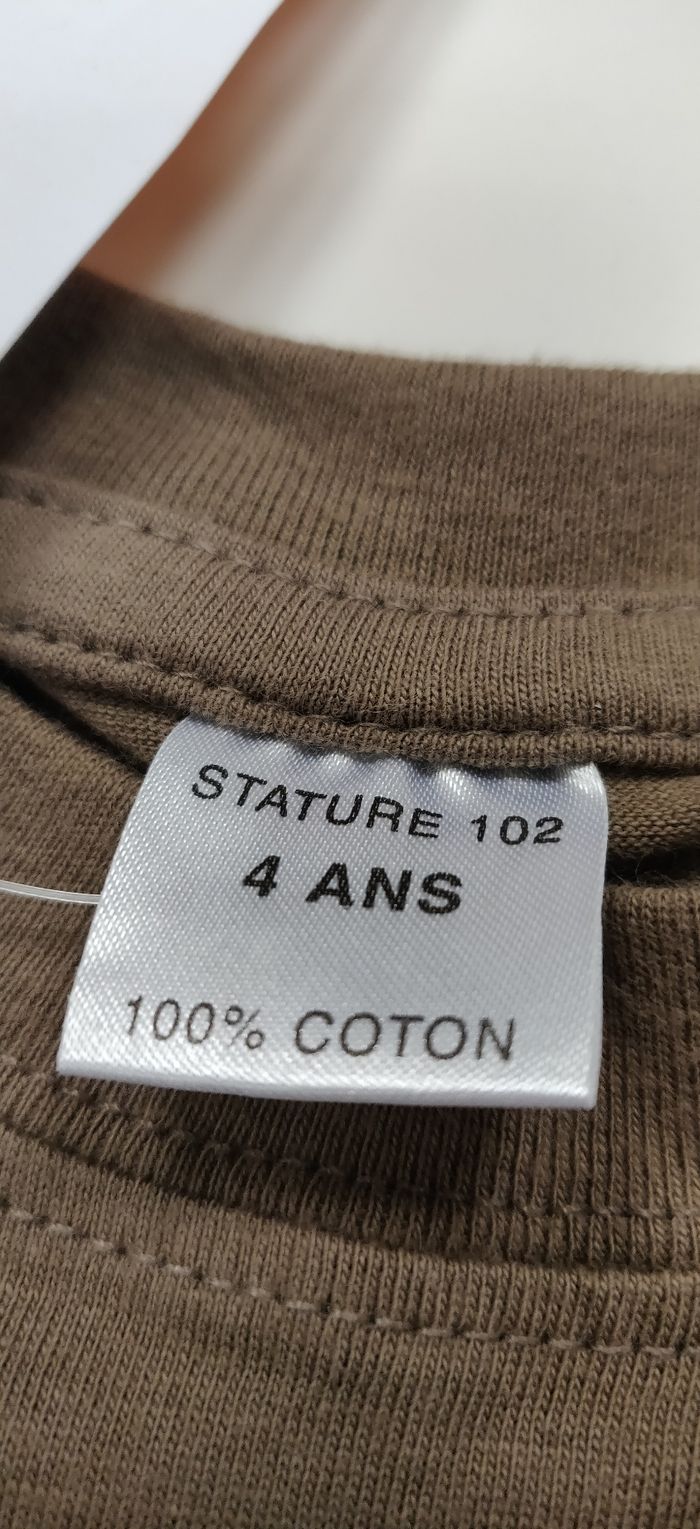 STATURE 102
4 ANS
100% COTON